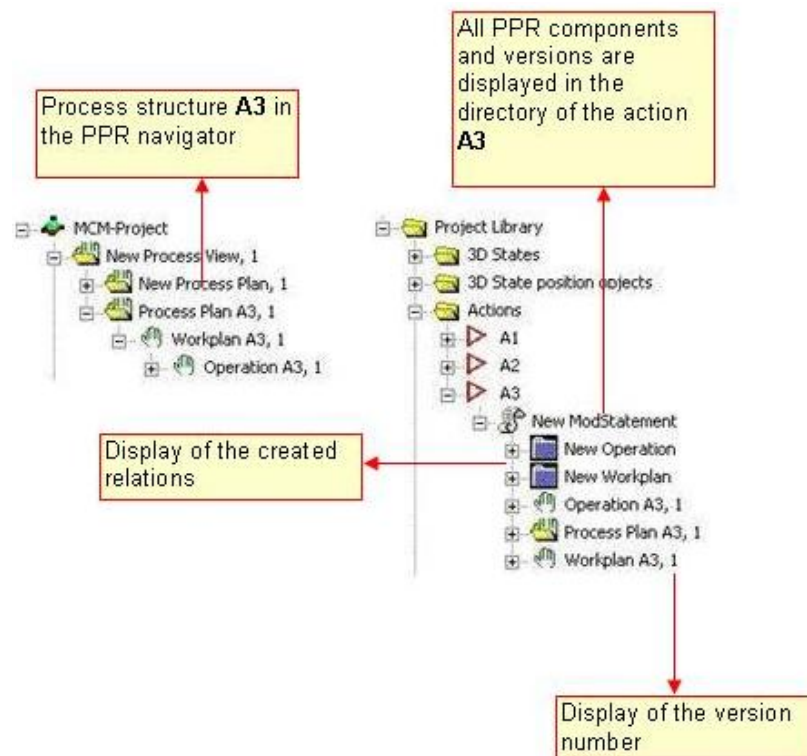 All PPR components
and versions are
displayed in the
directory of the action
A3
Process structure A3 in
the PPR navigator
MCM-Project
New Process View, 1
New Process Plan, 1
Process Plan A3, 1
Workplan A3, 1
Operation A3, 1
Project Library
3D States
3D State position objects
Actions
A1
A2
A3
New ModStatement
New Operation
New Workplan
Operation A3, 1
Process Plan A3, 1
Workplan A3, 1
Display of the created
relations
Display of the version
number